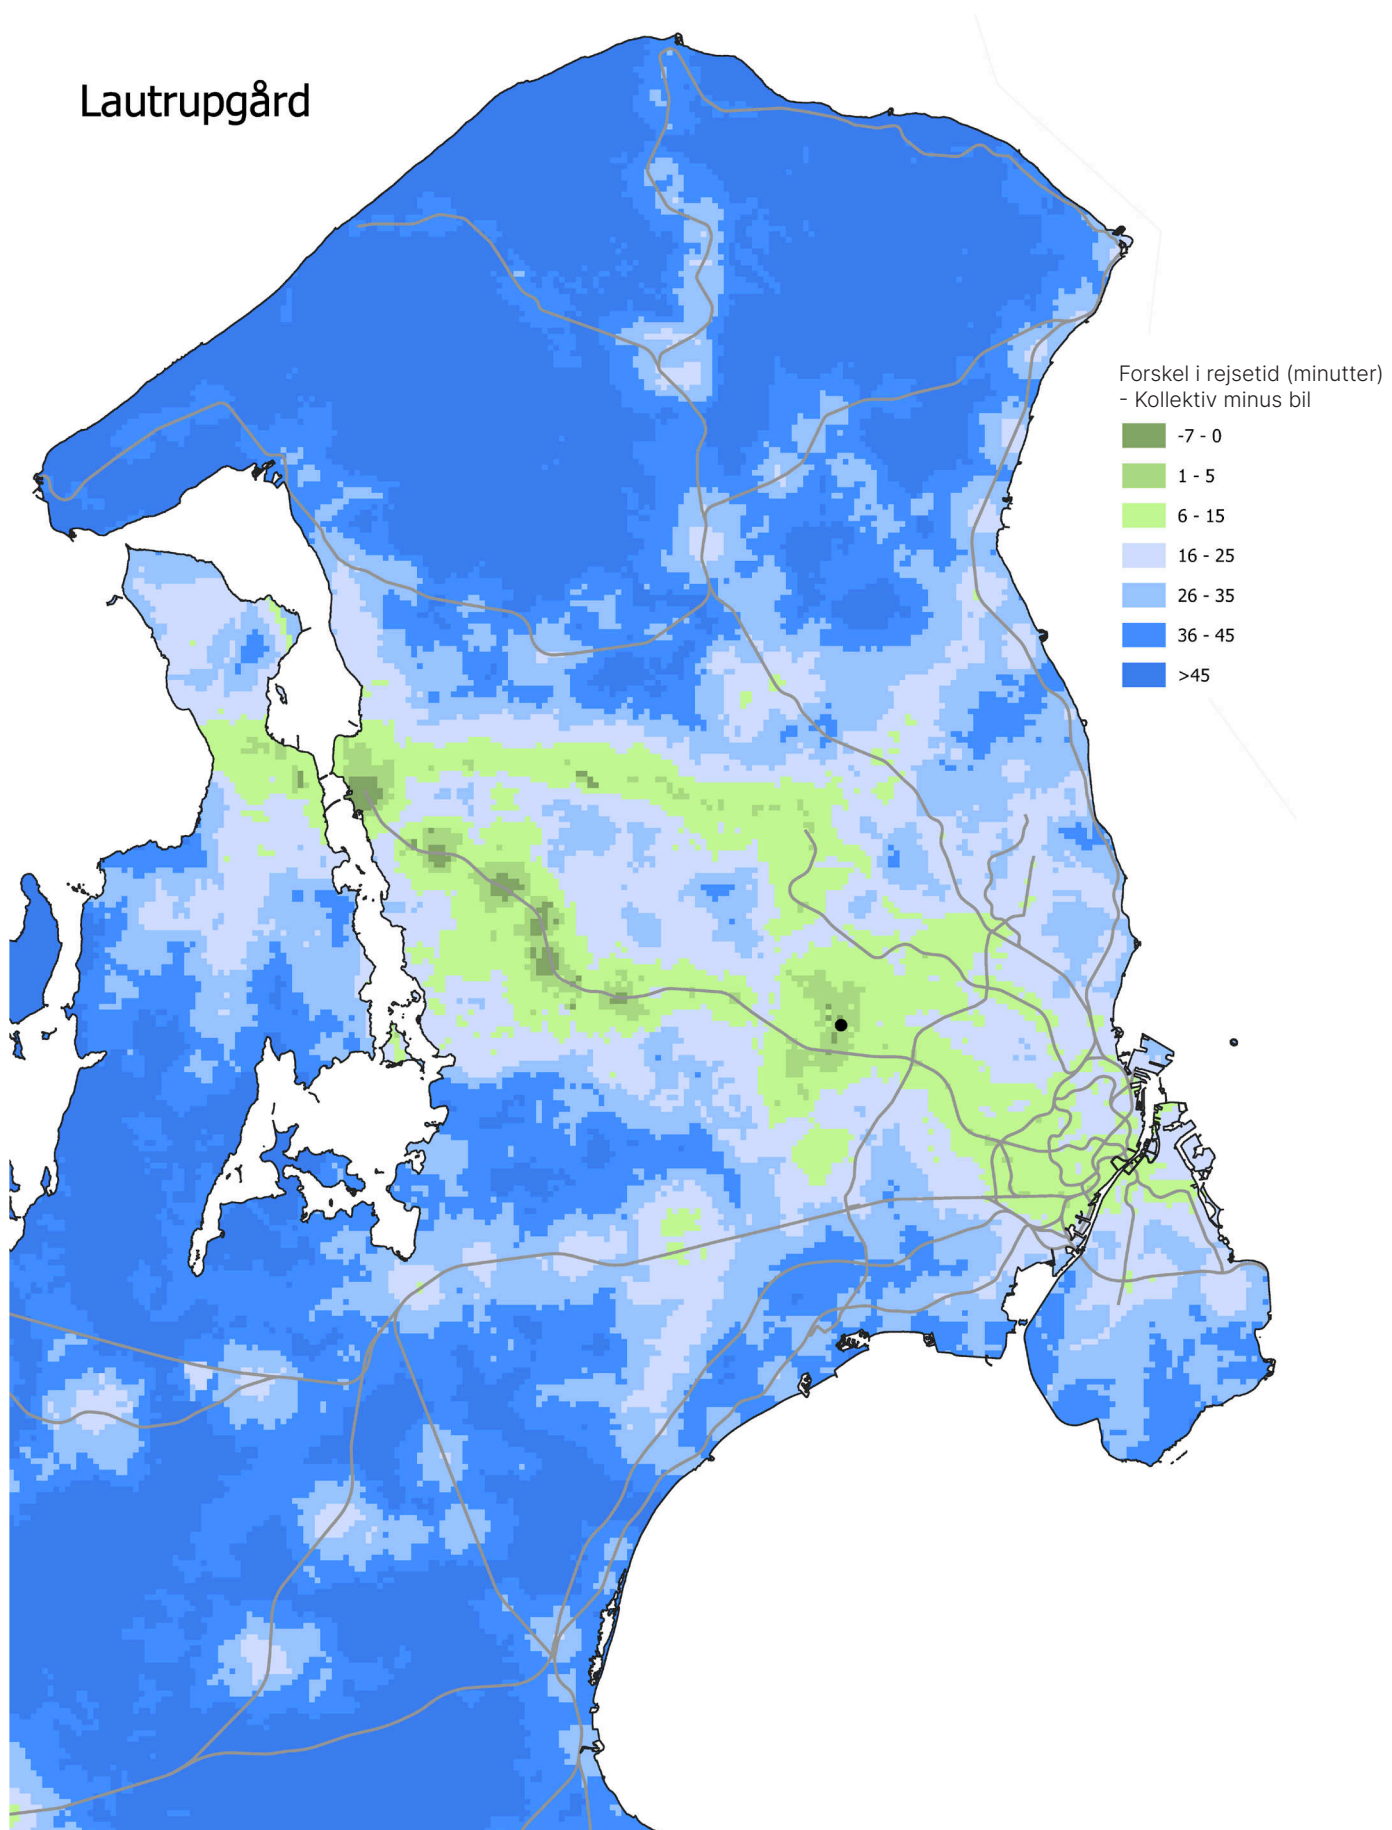 Lautrupgård
Forskel i rejsetid (minutter)
- Kollektiv minus bil
-7 - 0
1 - 5
6 - 15
16 - 25
26 - 35
36 - 45
>45